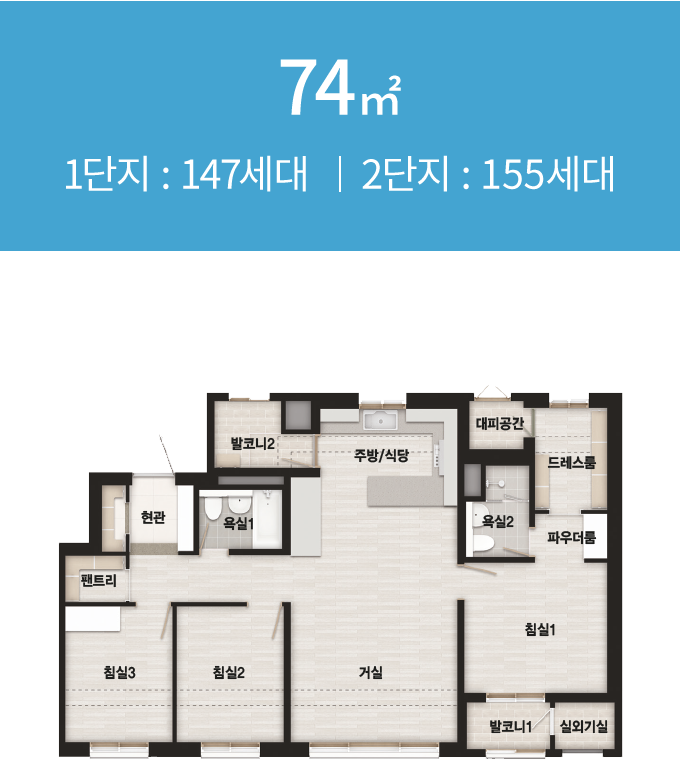 74㎡
1단지 : 147세대 | 2단지 : 155세대
대피공간
발코니2
주방/식당
드레스룸
현관
욕실1
욕실2
파우더룸
팬트리
침실1
침실3
침실2
거실
발코니1
실외기실